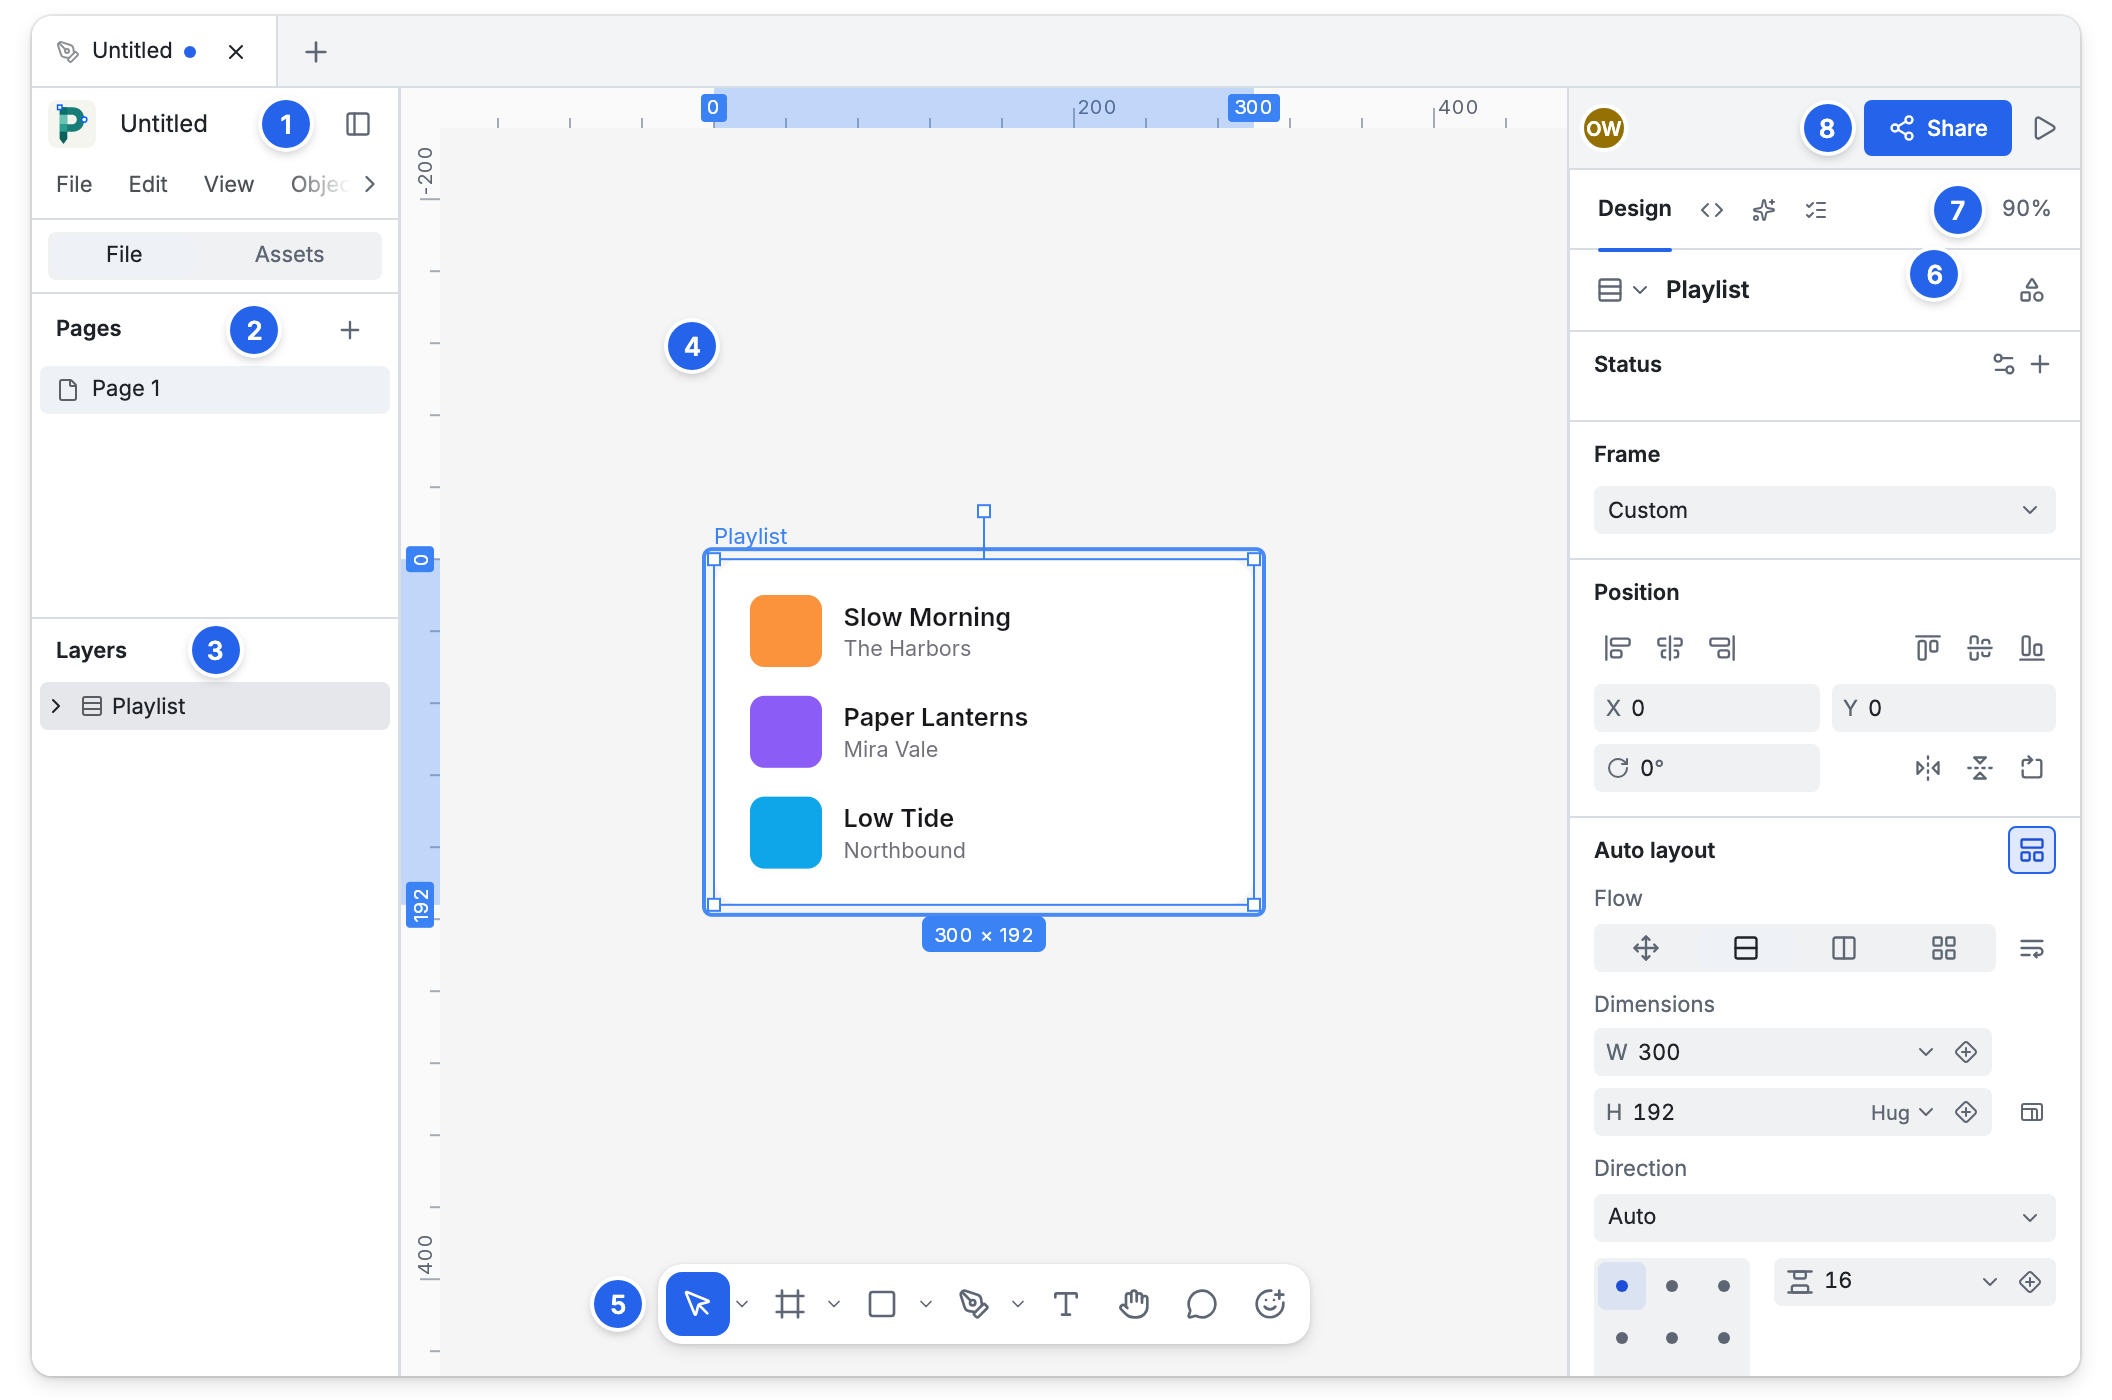 Untitled
0
200
300
400
Untitled
1
OW
8
Share
File Edit View Objec
-200
Design
7
90%
File
Assets
6
Playlist
Pages
2
4
Status
Page 1
Frame
Custom
Playlist
0
Position
Slow Morning
The Harbors
Layers
3
Playlist
X 0
Y 0
Paper Lanterns
Mira Vale
0°
Low Tide
Northbound
Auto layout
192
Flow
300 × 192
Dimensions
W 300
H 192
Hug
Direction
Auto
400
5
16